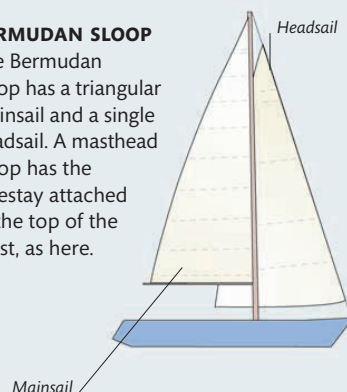 RMUDAN SLOOP
e Bermudan
op has a triangular
insail and a single
adsail. A masthead
op has the
estay attached
the top of the
st, as here.
Headsail
Mainsail